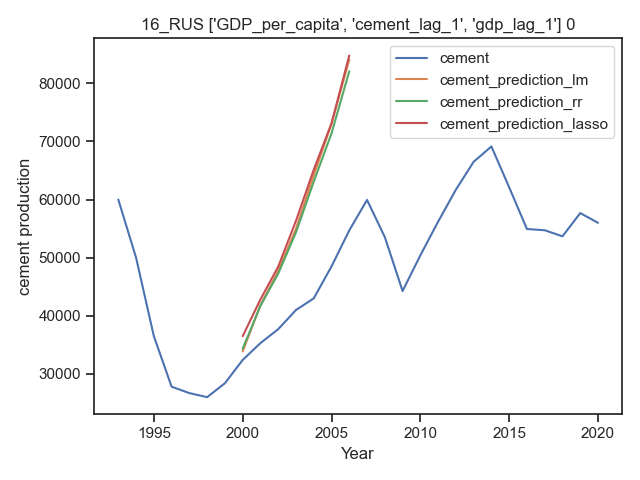 16_RUS ['GDP_per_capita', 'cement_lag_1', 'gdp_lag_1'] 0
cement
cement_prediction_lm
cement_prediction_rr
cement_prediction_lasso
cement production
80000
70000
60000
50000
40000
30000
1995 2000 2005 2010 2015 2020
Year